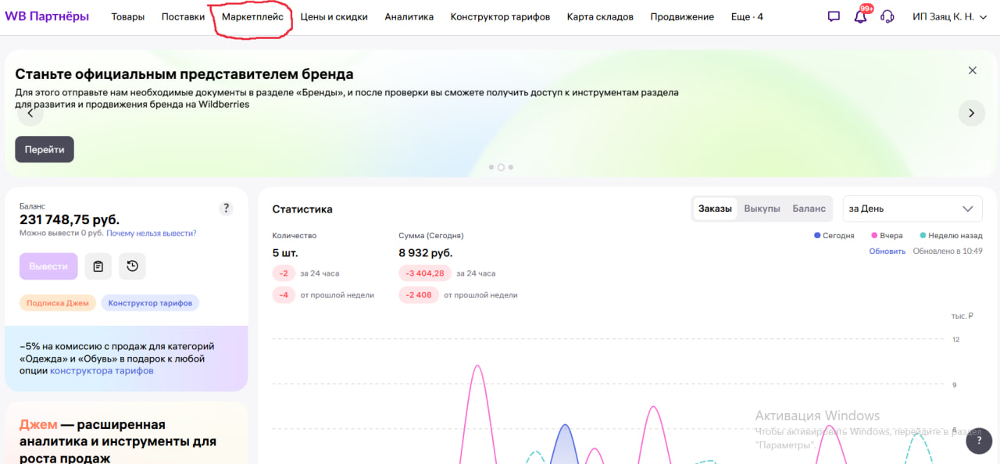 WB Партнёры Товары Поставки Маркетплейс Цены и скидки Аналитика Конструктор тарифов Карта складов Продвижение Еще · 4 99+ ИП Заяц К. Н.
Станьте официальным представителем бренда
Для этого отправьте нам необходимые документы в разделе «Бренды», и после проверки вы сможете получить доступ к инструментам раздела
для развития и продвижения бренда на Wildberries
Перейти
Баланс
?
231 748,75 руб.
Можно вывести 0 руб. Почему нельзя вывести?
Вывести
Подписка Джем Конструктор тарифов
−5% на комиссию с продаж для категорий
«Одежда» и «Обувь» в подарок к любой
опции конструктора тарифов
Джем — расширенная
аналитика и инструменты для
роста продаж
Статистика
Заказы Выкупы Баланс за День
Количество Сумма (Сегодня) Сегодня Вчера Неделю назад
5 шт. 8 932 руб. Обновить Обновлено в 10:49
-2 за 24 часа -3 404,28 за 24 часа
-4 от прошлой недели -2 408 от прошлой недели
тыс. ₽
12
9
6
Активация Windows
Чтобы активировать Windows, перейдите в раздел
"Параметры".
?